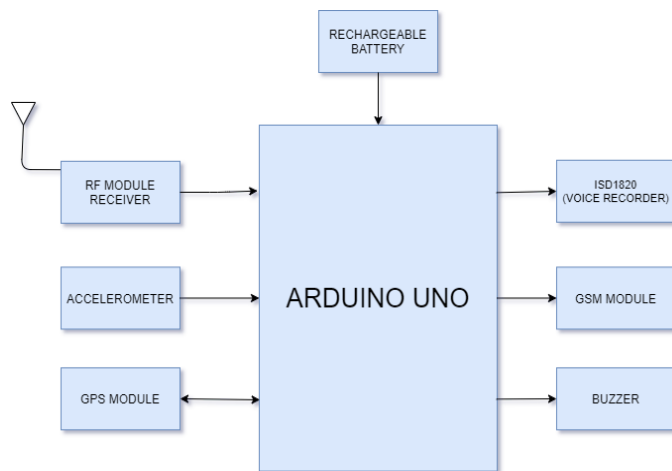 RECHARGEABLE
BATTERY
RF MODULE
RECEIVER
ISD1820
(VOICE RECORDER)
ACCELEROMETER
ARDUINO UNO
GSM MODULE
GPS MODULE
BUZZER